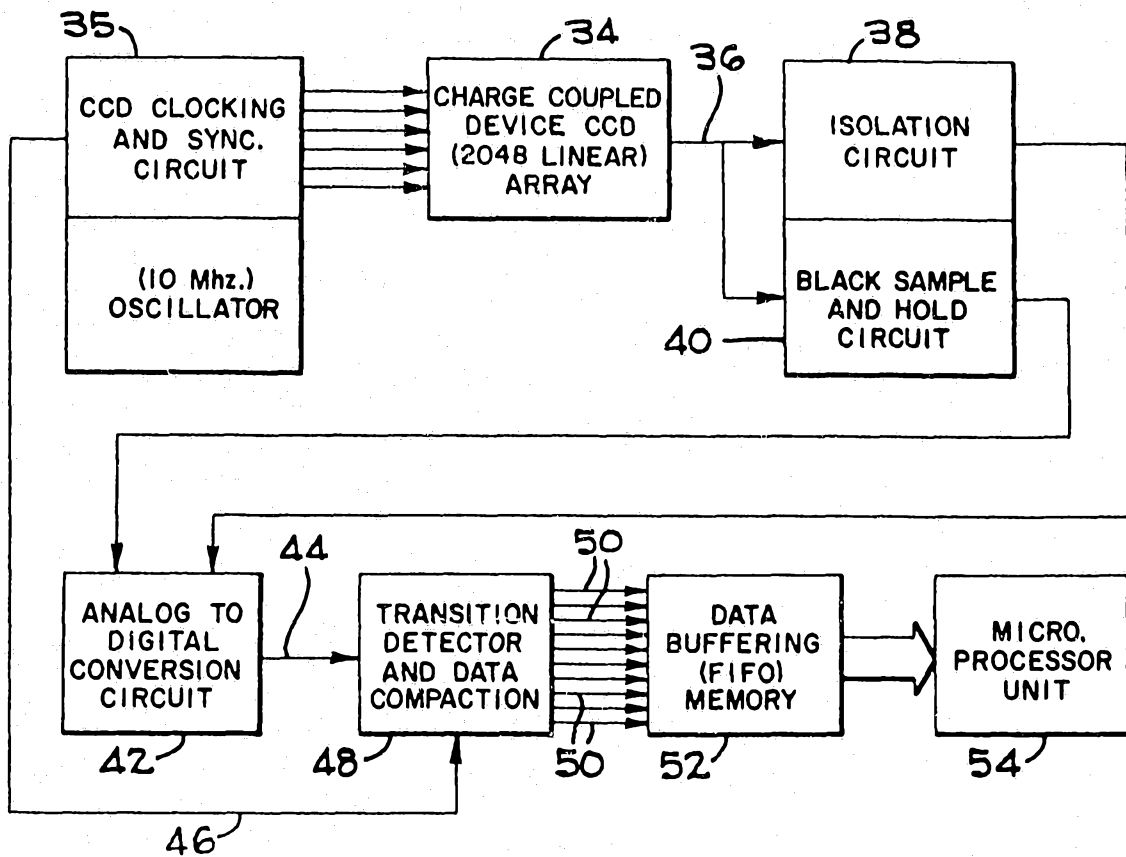 35
34
36
38
CCD CLOCKING
AND SYNC.
CIRCUIT
(10 Mhz.)
OSCILLATOR
CHARGE COUPLED
DEVICE CCD
(2048 LINEAR)
ARRAY
ISOLATION
CIRCUIT
BLACK SAMPLE
AND HOLD
CIRCUIT
40
44
50
ANALOG TO
DIGITAL
CONVERSION
CIRCUIT
TRANSITION
DETECTOR
AND DATA
COMPACTION
DATA
BUFFERING
(FIFO)
MEMORY
MICRO.
PROCESSOR
UNIT
42
48
50
52
54
46